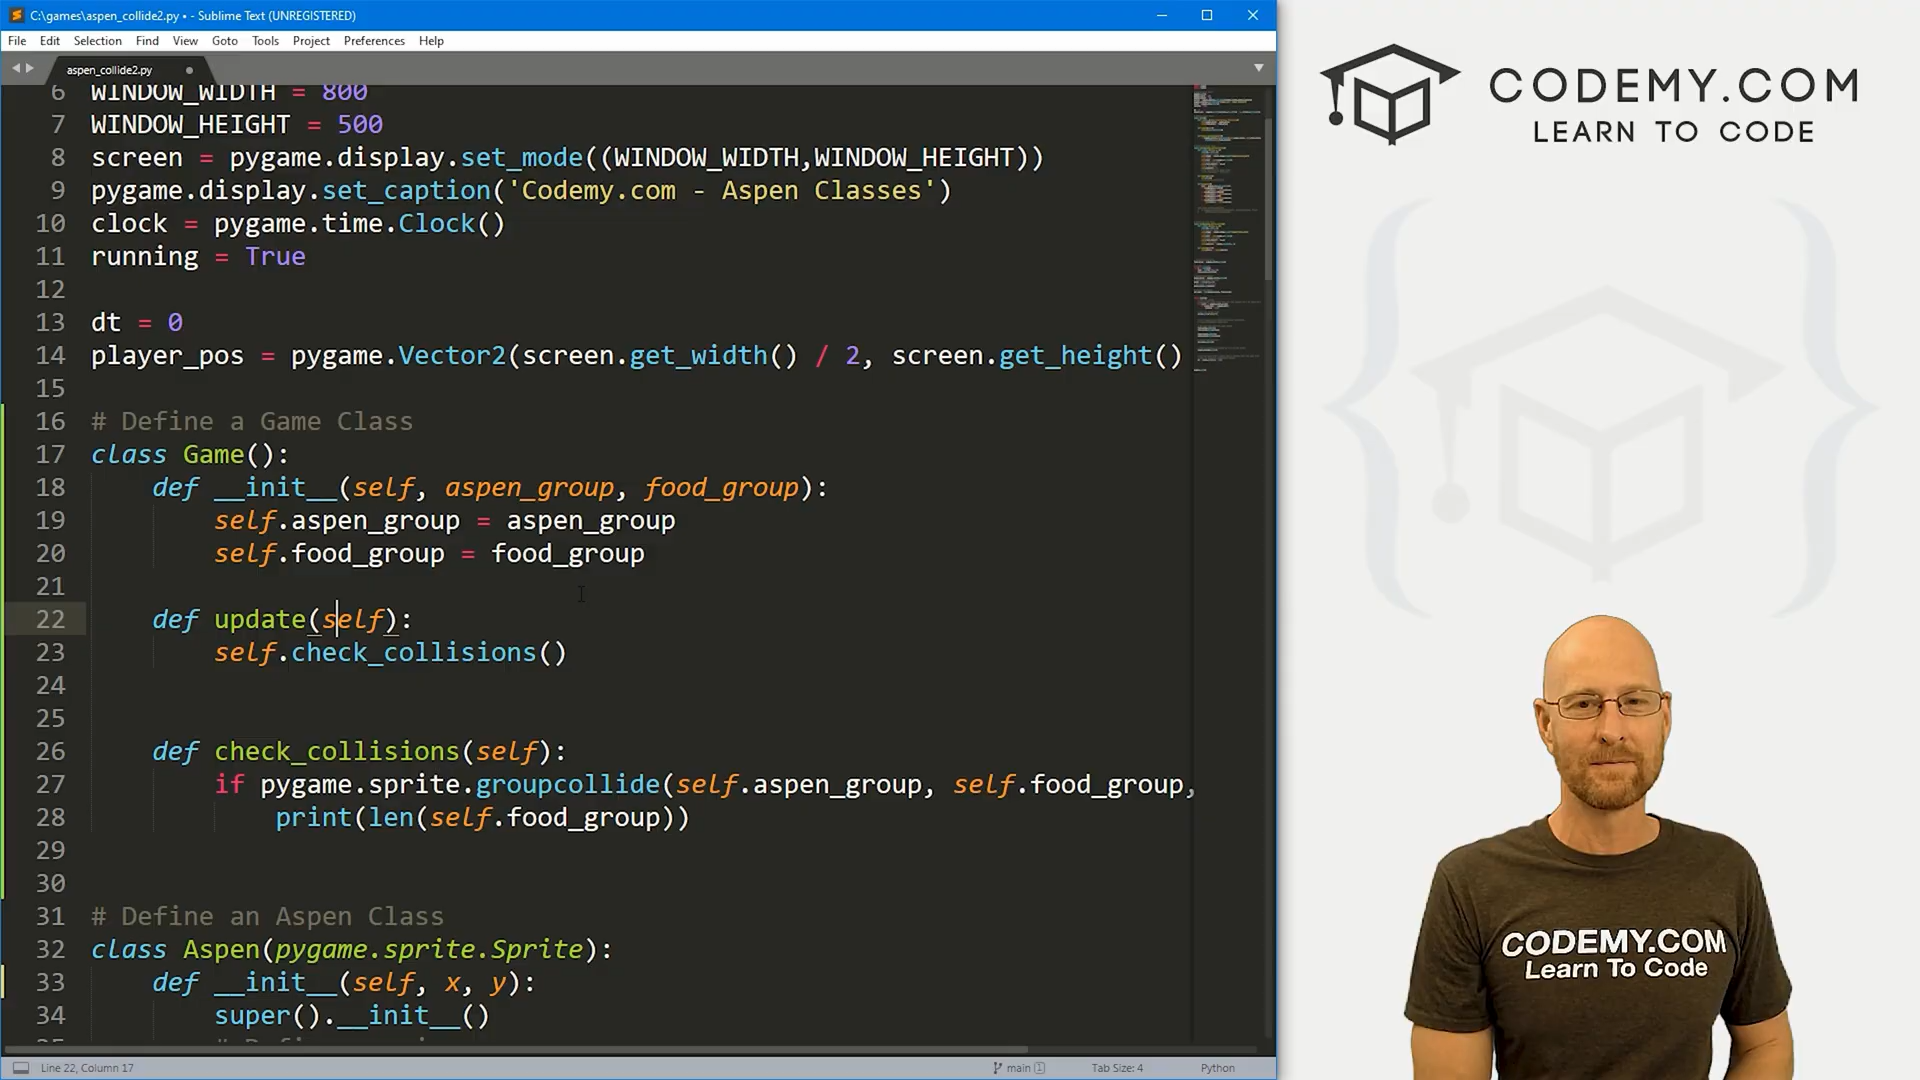 C:\games\aspen_collide2.py • - Sublime Text (UNREGISTERED)
File Edit Selection Find View Goto Tools Project Preferences Help
aspen_collide2.py
6 WINDOW_WIDTH = 800
7 WINDOW_HEIGHT = 500
8 screen = pygame.display.set_mode((WINDOW_WIDTH,WINDOW_HEIGHT))
9 pygame.display.set_caption('Codemy.com - Aspen Classes')
10 clock = pygame.time.Clock()
11 running = True
12
13 dt = 0
14 player_pos = pygame.Vector2(screen.get_width() / 2, screen.get_height()
15
16 # Define a Game Class
17 class Game():
18 def __init__(self, aspen_group, food_group):
19 self.aspen_group = aspen_group
20 self.food_group = food_group
21
22 def update(self):
23 self.check_collisions()
24
25
26 def check_collisions(self):
27 if pygame.sprite.groupcollide(self.aspen_group, self.food_group,
28 print(len(self.food_group))
29
30
31 # Define an Aspen Class
32 class Aspen(pygame.sprite.Sprite):
33 def __init__(self, x, y):
34 super().__init__()
Line 22, Column 17
main 1
Tab Size: 4
Python
CODEMY.COM
LEARN TO CODE
CODEMY.COM
Learn To Code